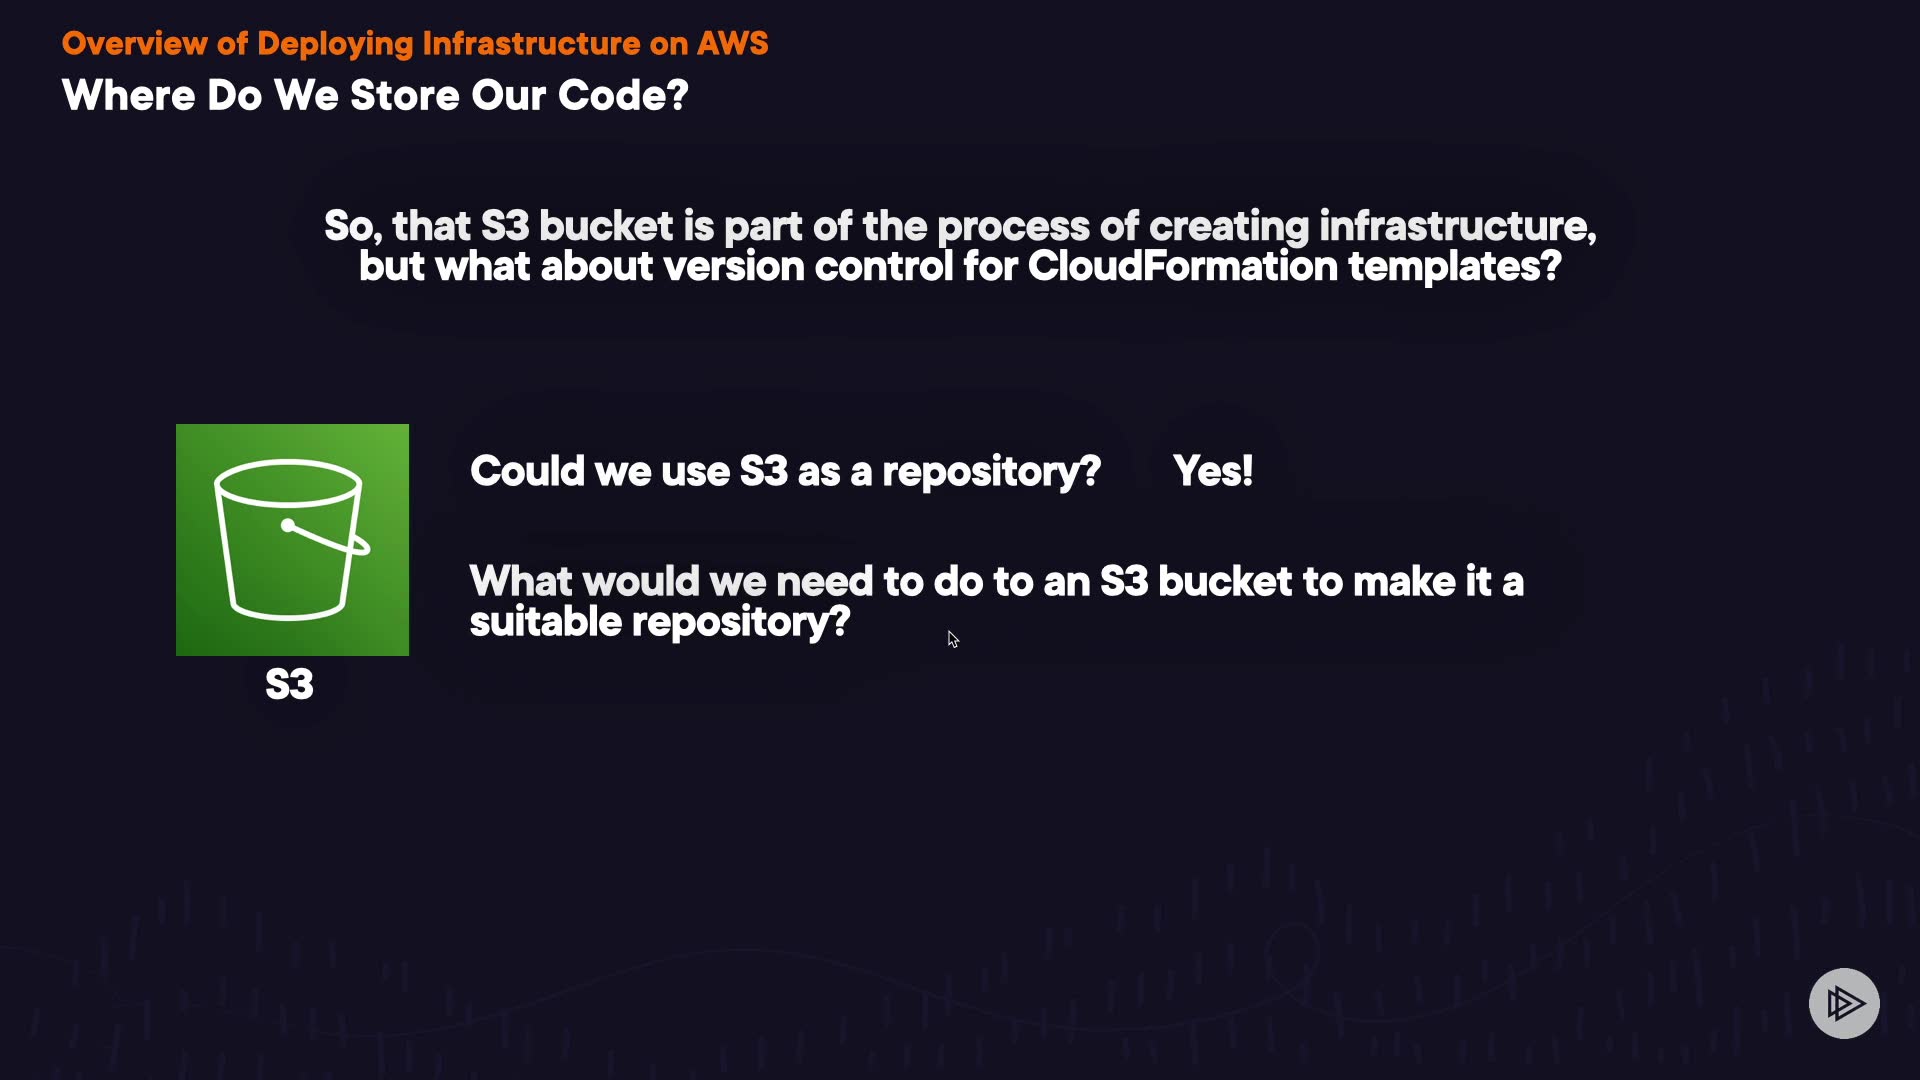 Overview of Deploying Infrastructure on AWS
Where Do We Store Our Code?
So, that S3 bucket is part of the process of creating infrastructure,
but what about version control for CloudFormation templates?
Could we use S3 as a repository? Yes!
What would we need to do to an S3 bucket to make it a
suitable repository?
S3